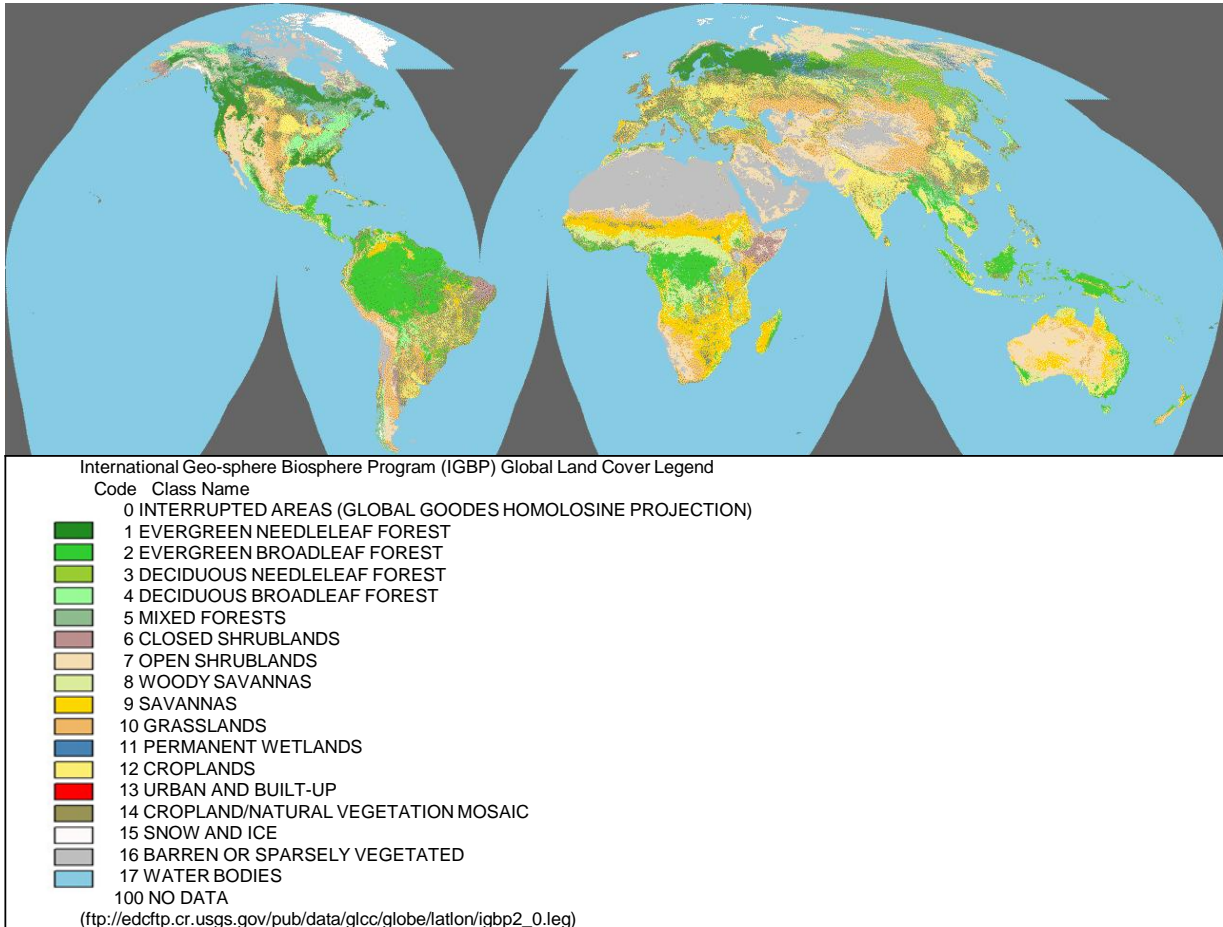 International Geo-sphere Biosphere Program (IGBP) Global Land Cover Legend
Code Class Name
0 INTERRUPTED AREAS (GLOBAL GOODES HOMOLOSINE PROJECTION)
1 EVERGREEN NEEDLELEAF FOREST
2 EVERGREEN BROADLEAF FOREST
3 DECIDUOUS NEEDLELEAF FOREST
4 DECIDUOUS BROADLEAF FOREST
5 MIXED FORESTS
6 CLOSED SHRUBLANDS
7 OPEN SHRUBLANDS
8 WOODY SAVANNAS
9 SAVANNAS
10 GRASSLANDS
11 PERMANENT WETLANDS
12 CROPLANDS
13 URBAN AND BUILT-UP
14 CROPLAND/NATURAL VEGETATION MOSAIC
15 SNOW AND ICE
16 BARREN OR SPARSELY VEGETATED
17 WATER BODIES
100 NO DATA
(ftp://edcftp.cr.usgs.gov/pub/data/glcc/globe/latlon/igbp2_0.leg)